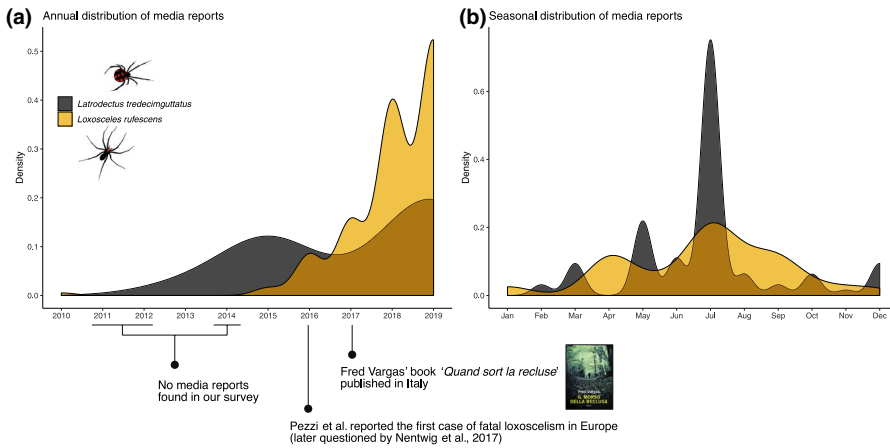 (a) Annual distribution of media reports
0.5
0.4
0.3
0.2
0.1
0.0
Density
Latrodectus tredecimguttatus
Loxosceles rufescens
2010 2011 2012 2013 2014 2015 2016 2017 2018 2019
No media reports
found in our survey
Fred Vargas' book ‘Quand sort la recluse’
published in Italy
Pezzi et al. reported the first case of fatal loxoscelism in Europe
(later questioned by Nentwig et al., 2017)
Fred Vargas
IL MORSO
DELLA RECLUSA
(b) Seasonal distribution of media reports
0.6
0.4
0.2
0.0
Density
Jan Feb Mar Apr May Jun Jul Aug Sep Oct Nov Dec